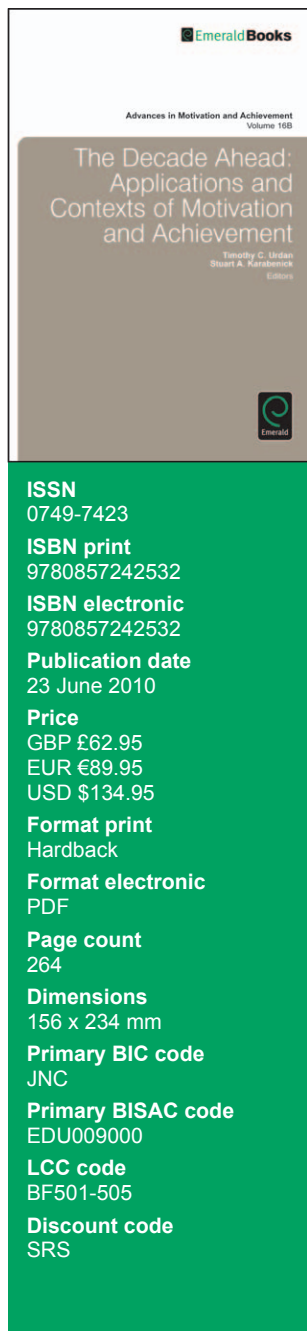 EmeraldBooks
Advances in Motivation and Achievement
Volume 16B
The Decade Ahead:
Applications and
Contexts of Motivation
and Achievement
Timothy C. Urdan
Stuart A. Karabenick
Editors
Emerald
ISSN
0749-7423
ISBN print
9780857242532
ISBN electronic
9780857242532
Publication date
23 June 2010
Price
GBP £62.95
EUR €89.95
USD $134.95
Format print
Hardback
Format electronic
PDF
Page count
264
Dimensions
156 x 234 mm
Primary BIC code
JNC
Primary BISAC code
EDU009000
LCC code
BF501-505
Discount code
SRS